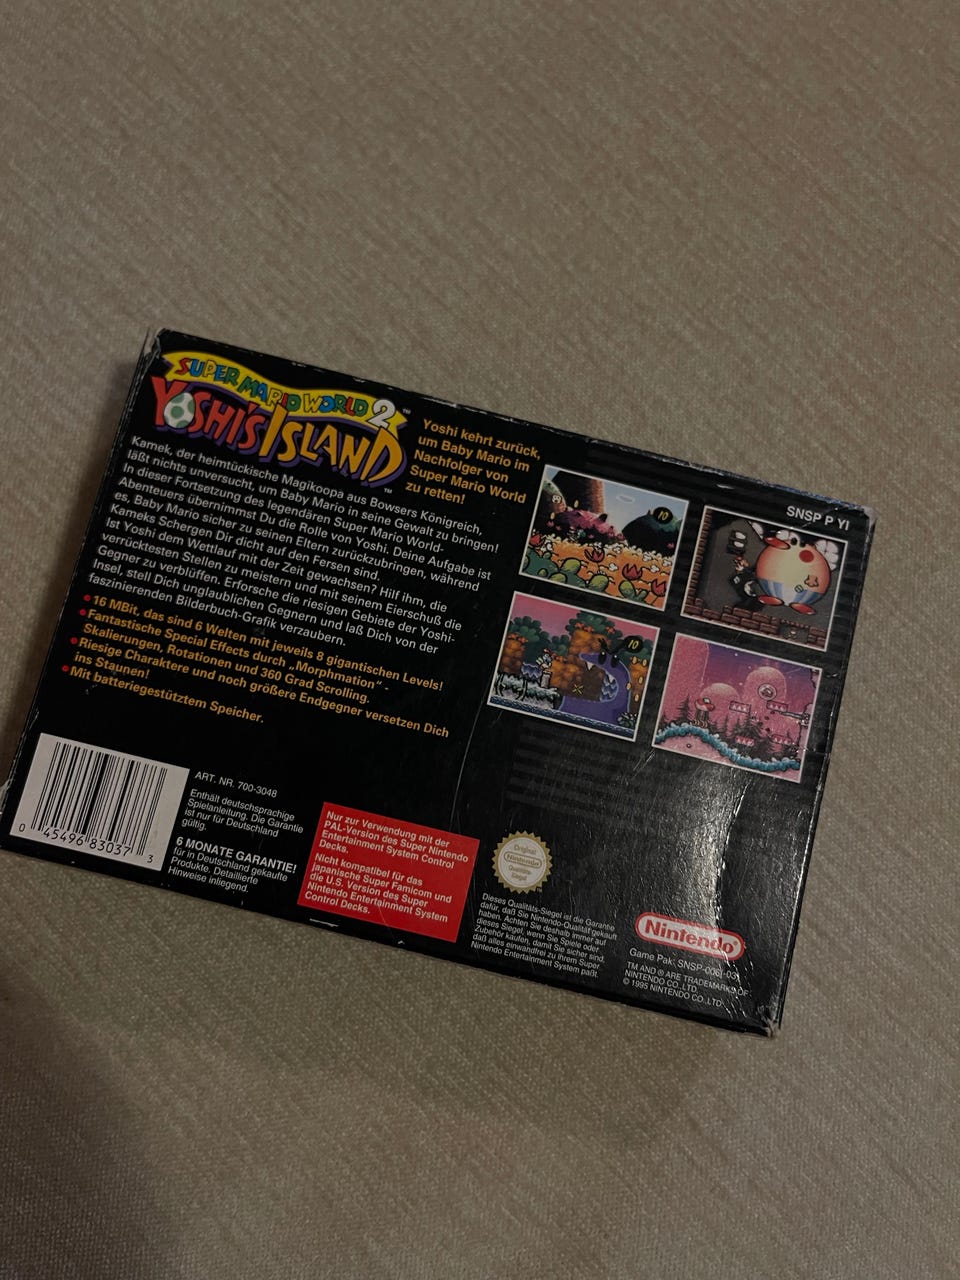 SUPER MARIO WORLD 2™
YOSHI'S ISLAND™
Yoshi kehrt zurück,
um Baby Mario im
Nachfolger von
Super Mario World
zu retten!
Kamek, der heimtückische Magikoopa aus Bowsers Königreich,
läßt nichts unversucht, um Baby Mario in seine Gewalt zu bringen!
In dieser Fortsetzung des legendären Super Mario World-
Abenteuers übernimmst Du die Rolle von Yoshi. Deine Aufgabe ist
es, Baby Mario sicher zu seinen Eltern zurückzubringen, während
Kameks Schergen Dir dicht auf den Fersen sind.
Ist Yoshi dem Wettlauf mit der Zeit gewachsen? Hilf ihm, die
verrücktesten Stellen zu meistern und mit seinem Eierschuß die
Gegner zu verblüffen. Erforsche die riesigen Gebiete der Yoshi-
Insel, stell Dich unglaublichen Gegnern und laß Dich von der
faszinierenden Bilderbuch-Grafik verzaubern.
• 16 MBit, das sind 6 Welten mit jeweils 8 gigantischen Levels!
• Fantastische Special Effects durch „Morphmation“ -
Skalierungen, Rotationen und 360 Grad Scrolling.
• Riesige Charaktere und noch größere Endgegner versetzen Dich
ins Staunen!
• Mit batteriegestütztem Speicher.
SNSP P YI
10
10
0 45496 83037 3
ART. NR. 700-3048
Enthält deutschsprachige
Spielanleitung. Die Garantie
ist nur für Deutschland
gültig.
6 MONATE GARANTIE!
für in Deutschland gekaufte
Produkte. Detaillierte
Hinweise inliegend.
Nur zur Verwendung mit der
PAL-Version des Super Nintendo
Entertainment System Control
Decks.
Nicht kompatibel für das
japanische Super Famicom und
die U.S. Version des Super
Nintendo Entertainment System
Control Decks.
Original
Nintendo
Qualitäts-
Siegel
Dieses Qualitäts-Siegel ist die Garantie
dafür, daß Sie Nintendo-Qualität gekauft
haben. Achten Sie deshalb immer auf
dieses Siegel, wenn Sie Spiele oder
Zubehör kaufen, damit Sie sicher sind,
daß alles einwandfrei zu Ihrem Super
Nintendo Entertainment System paßt.
Nintendo®
Game Pak: SNSP-006(-03)
TM AND ® ARE TRADEMARKS OF
NINTENDO CO., LTD.
© 1995 NINTENDO CO., LTD.